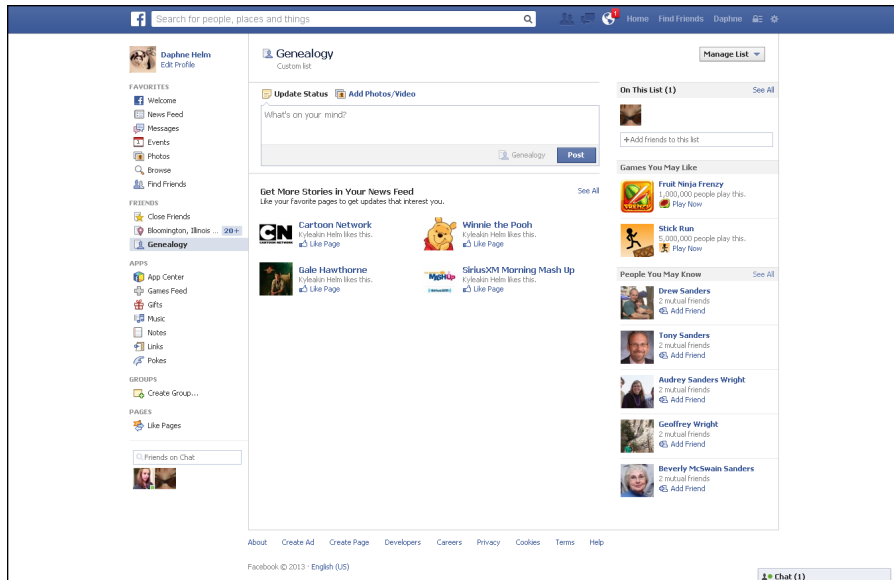 Search for people, places and things
1
Home
Find Friends
Daphne
Daphne Helm
Edit Profile
FAVORITES
Welcome
News Feed
Messages
Events
Photos
Browse
Find Friends
FRIENDS
Close Friends
Bloomington, Illinois ... 20+
Genealogy
APPS
App Center
Games Feed
Gifts
Music
Notes
Links
Pokes
GROUPS
Create Group...
PAGES
Like Pages
Friends on Chat
Genealogy
Custom list
Manage List
Update Status
Add Photos/Video
What's on your mind?
Genealogy
Post
Get More Stories in Your News Feed
See All
Like your favorite pages to get updates that interest you.
CN
CARTOON NETWORK
Cartoon Network
Kyleakin Helm likes this.
Like Page
Winnie the Pooh
Kyleakin Helm likes this.
Like Page
Gale Hawthorne
Kyleakin Helm likes this.
Like Page
MASHUP
SiriusXM Morning Mash Up
Kyleakin Helm likes this.
Like Page
On This List (1)
See All
+Add friends to this list
Games You May Like
FRENZY
Fruit Ninja Frenzy
1,000,000 people play this.
Play Now
Stick Run
5,000,000 people play this.
Play Now
People You May Know
See All
Drew Sanders
2 mutual friends
Add Friend
Tony Sanders
2 mutual friends
Add Friend
Audrey Sanders Wright
2 mutual friends
Add Friend
Geoffrey Wright
2 mutual friends
Add Friend
Beverly McSwain Sanders
2 mutual friends
Add Friend
About
Create Ad
Create Page
Developers
Careers
Privacy
Cookies
Terms
Help
Facebook © 2013 · English (US)
Chat (1)